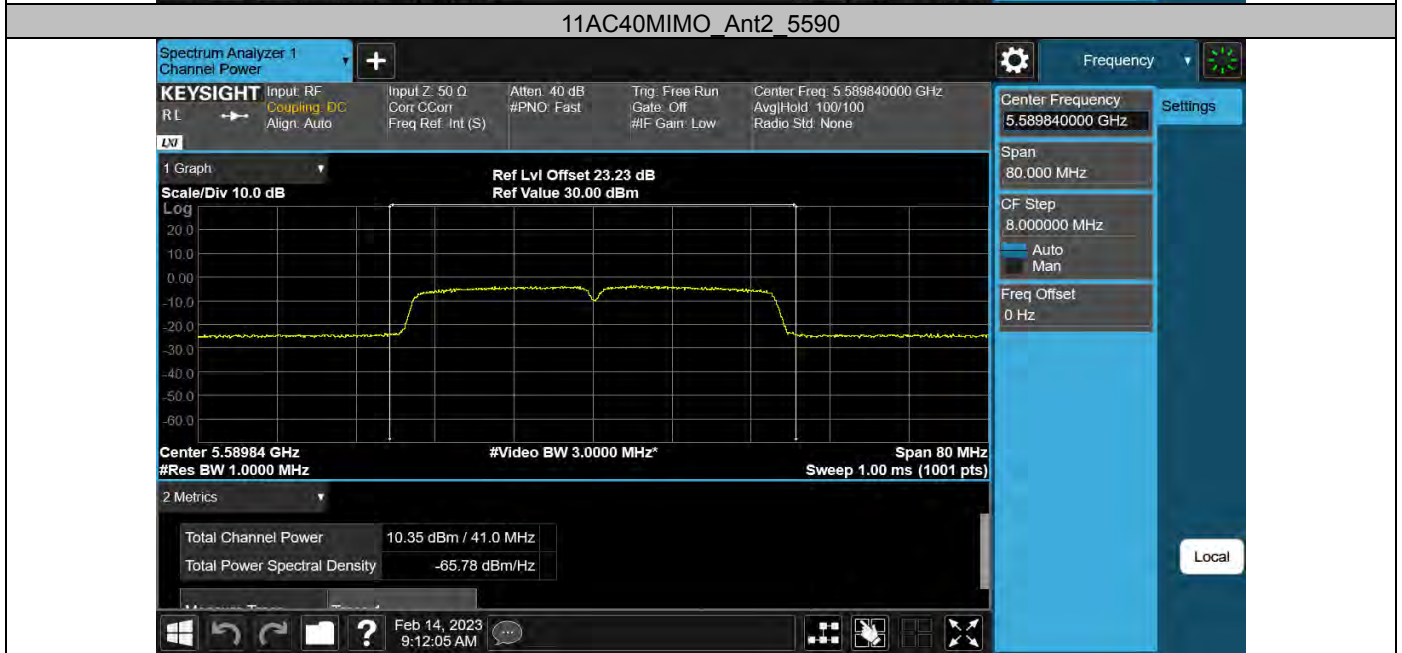 11AC40MIMO_Ant2_5590
Spectrum Analyzer 1
Channel Power
Frequency
KEYSIGHT
R L
LXI
Input: RF
Coupling: DC
Align: Auto
Input Z: 50 Ω
Corr CCorr
Freq Ref: Int (S)
Atten: 40 dB
#PNO: Fast
Trig: Free Run
Gate: Off
#IF Gain: Low
Center Freq: 5.589840000 GHz
Avg|Hold: 100/100
Radio Std: None
1 Graph
Scale/Div 10.0 dB
Ref Lvl Offset 23.23 dB
Ref Value 30.00 dBm
Log
20.0
10.0
0.00
-10.0
-20.0
-30.0
-40.0
-50.0
-60.0
Center 5.58984 GHz
#Video BW 3.0000 MHz*
Span 80 MHz
#Res BW 1.0000 MHz
Sweep 1.00 ms (1001 pts)
2 Metrics
Total Channel Power 10.35 dBm / 41.0 MHz
Total Power Spectral Density -65.78 dBm/Hz
Feb 14, 2023
9:12:05 AM
Center Frequency
5.589840000 GHz
Settings
Span
80.000 MHz
CF Step
8.000000 MHz
Auto
Man
Freq Offset
0 Hz
Local